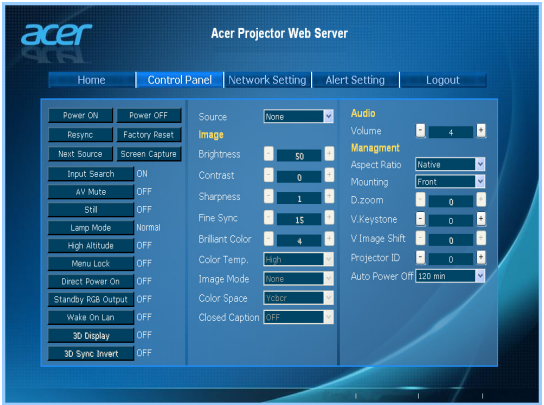 acer
Acer Projector Web Server
Home Control Panel Network Setting Alert Setting Logout
Power ON Power OFF
Resync Factory Reset
Next Source Screen Capture
Input Search ON
AV Mute OFF
Still OFF
Lamp Mode Normal
High Altitude OFF
Menu Lock OFF
Direct Power On OFF
Standby RGB Output OFF
Wake On Lan OFF
3D Display OFF
3D Sync Invert OFF
Source None
Image
Brightness - 50 +
Contrast - 0 +
Sharpness - 1 +
Fine Sync - 15 +
Brilliant Color - 4 +
Color Temp. High
Image Mode None
Color Space Ycbcr
Closed Caption OFF
Audio
Volume - 4 +
Managment
Aspect Ratio Native
Mounting Front
D.zoom - 0 +
V.Keystone - 0 +
V Image Shift - 0 +
Projector ID - 0 +
Auto Power Off 120 min